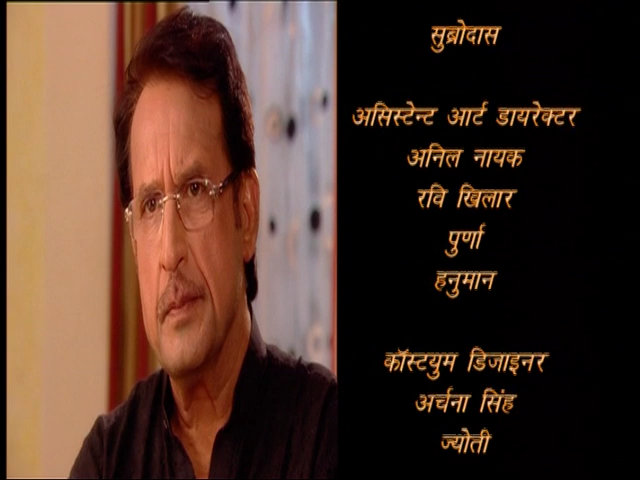 सुब्रोदास
असिस्टेन्ट आर्ट डायरेक्टर
अनिल नायक
रवि खिलार
पुर्णा
हनुमान
कॉस्टयुम डिजाइनर
अर्चना सिंह
ज्योती